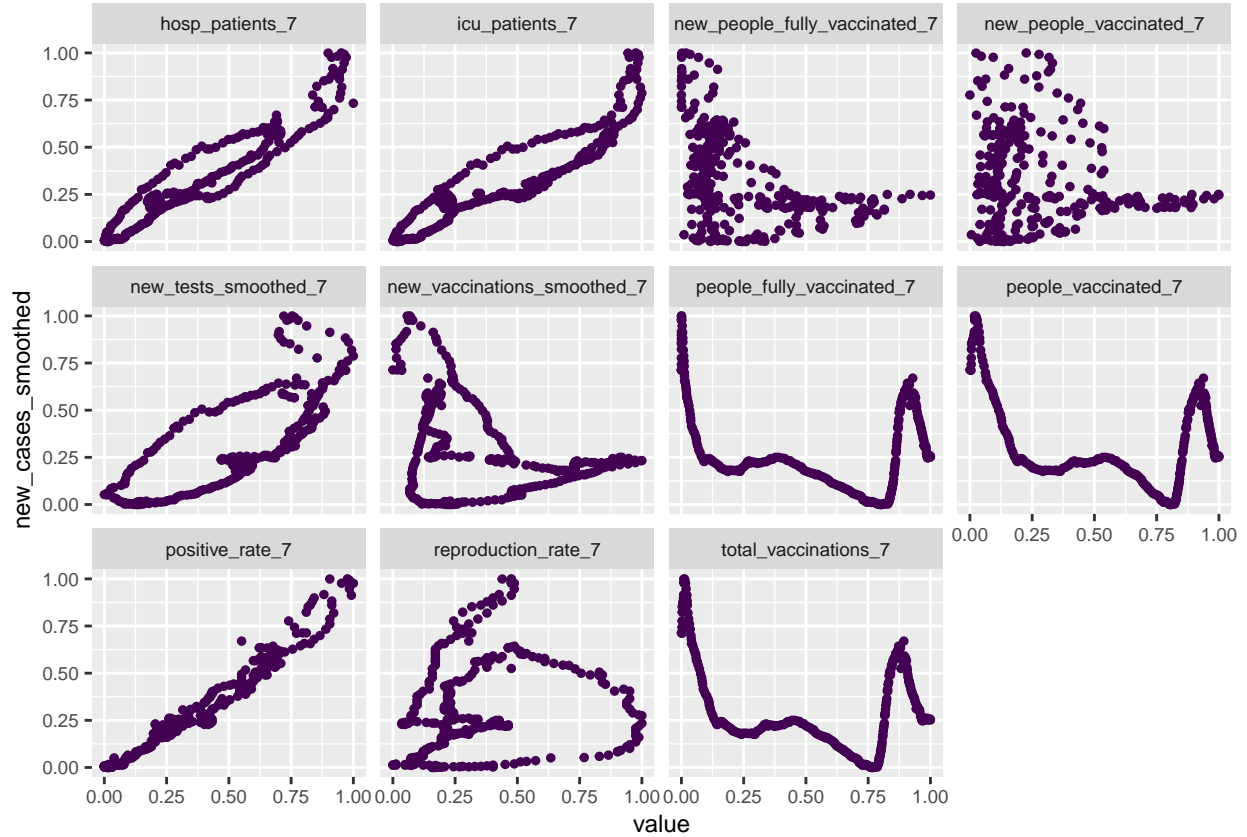 hosp_patients_7
icu_patients_7
new_people_fully_vaccinated_7
new_people_vaccinated_7
1.00
0.75
0.50
0.25
0.00
new_tests_smoothed_7
new_vaccinations_smoothed_7
people_fully_vaccinated_7
people_vaccinated_7
new_cases_smoothed
1.00
0.75
0.50
0.25
0.00
0.00 0.25 0.50 0.75 1.00
positive_rate_7
reproduction_rate_7
total_vaccinations_7
1.00
0.75
0.50
0.25
0.00
0.00 0.25 0.50 0.75 1.00
0.00 0.25 0.50 0.75 1.00
0.00 0.25 0.50 0.75 1.00
value